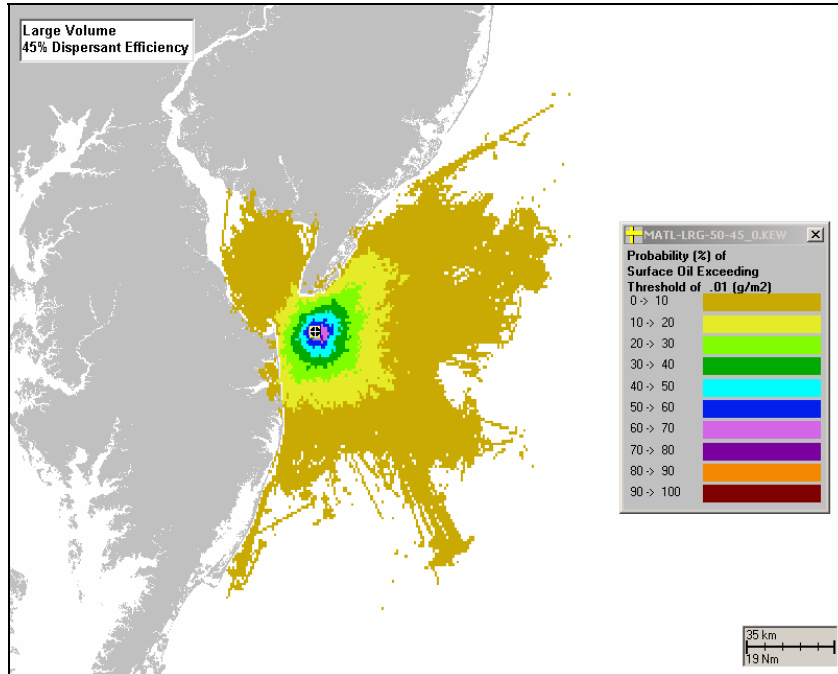 Large Volume
45% Dispersant Efficiency
MATL-LRG-50-45_0.KEW
Probability (%) of
Surface Oil Exceeding
Threshold of .01 (g/m2)
0 -> 10
10 -> 20
20 -> 30
30 -> 40
40 -> 50
50 -> 60
60 -> 70
70 -> 80
80 -> 90
90 -> 100
35 km
19 Nm